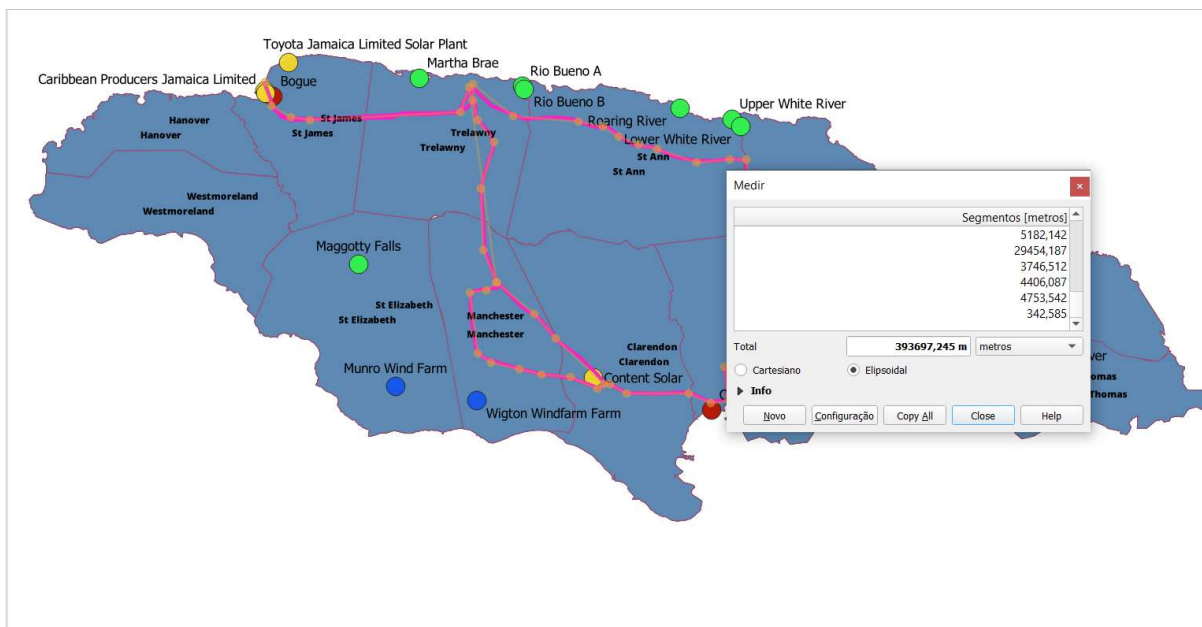 Toyota Jamaica Limited Solar Plant
Martha Brae
Rio Bueno A
Caribbean Producers Jamaica Limited
Bogue
Rio Bueno B
Upper White River
Hanover
Hanover
St James
St James
Roaring River
Trelawny
Trelawny
Lower White River
St Ann
St Ann
Westmoreland
Westmoreland
Maggotty Falls
St Elizabeth
St Elizabeth
Manchester
Manchester
Clarendon
Clarendon
Munro Wind Farm
Content Solar
Wigton Windfarm Farm
Medir
Segmentos [metros]
5182,142
29454,187
3746,512
4406,087
4753,542
342,585
Total 393697,245 m metros
Cartesiano Elipsoidal
Info
Novo Configuração Copy All Close Help
Thomas